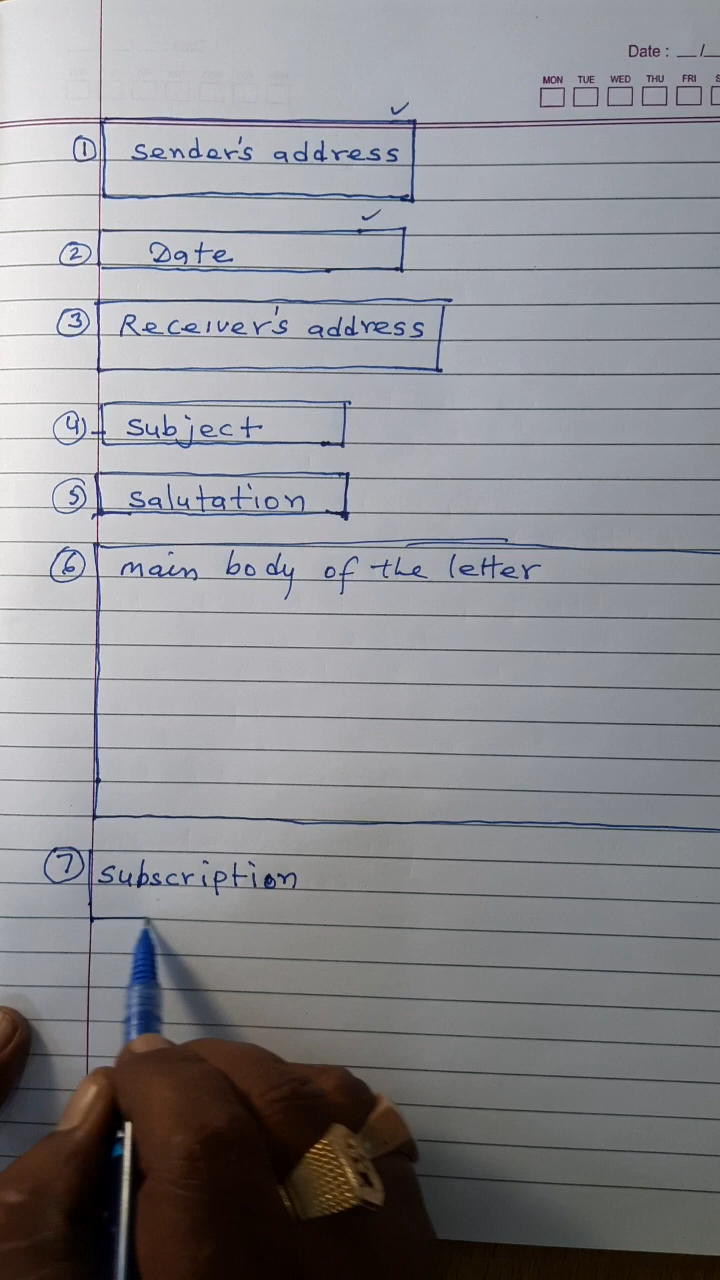 Date : __/__
MON TUE WED THU FRI S
① Sender's address
② Date
③ Receiver's address
④ Subject
⑤ Salutation
⑥ main body of the letter
⑦ subscription